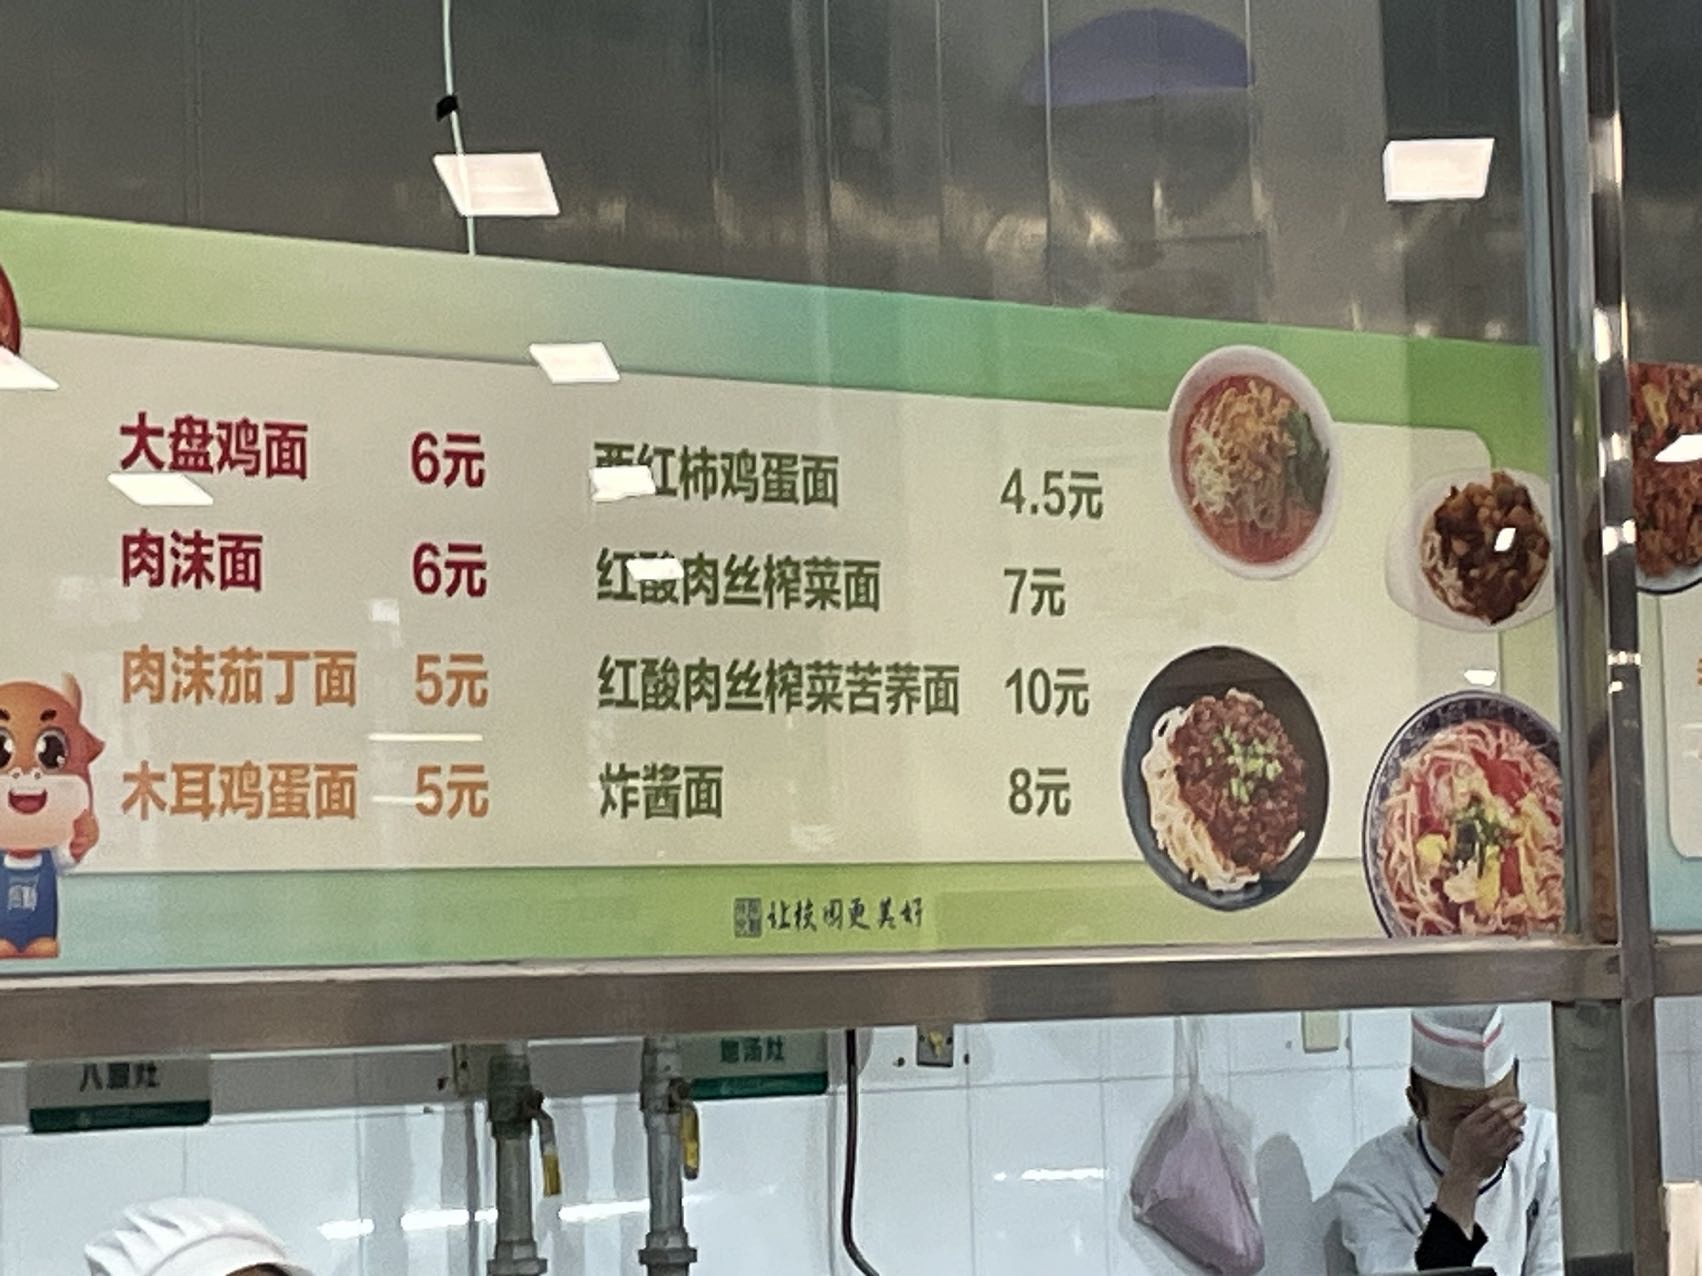 大盘鸡面 6元
肉沫面 6元
肉沫茄丁面 5元
木耳鸡蛋面 5元
西红柿鸡蛋面 4.5元
红酸肉丝榨菜面 7元
红酸肉丝榨菜苦荞面 10元
炸酱面 8元
让校园更美好